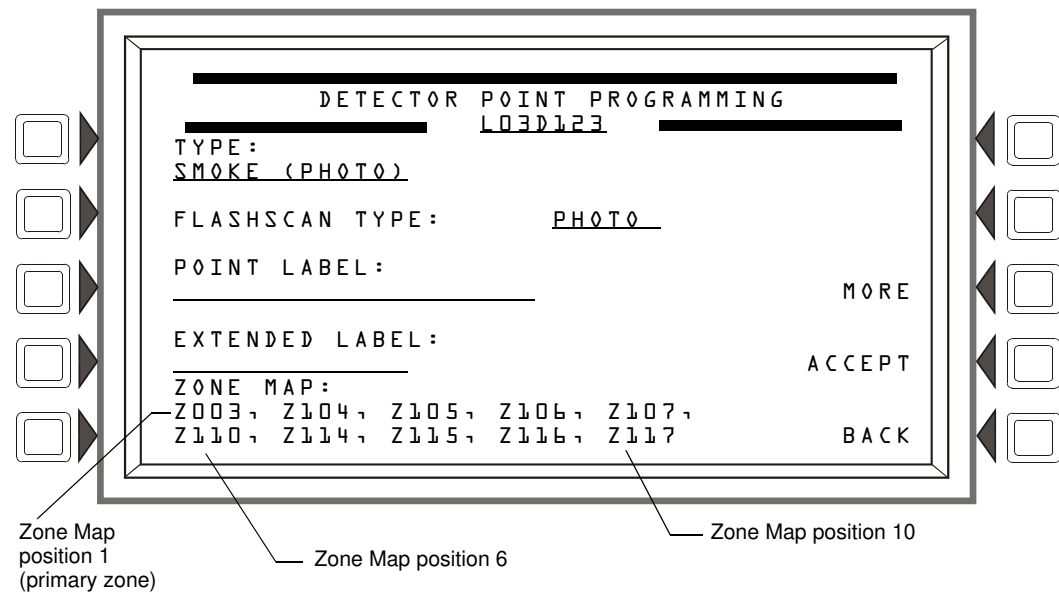 DETECTOR POINT PROGRAMMING
L03D123
TYPE:
SMOKE (PHOTO)
FLASHSCAN TYPE: PHOTO
POINT LABEL:
MORE
EXTENDED LABEL:
ACCEPT
ZONE MAP:
Z003, Z104, Z105, Z106, Z107,
Z110, Z114, Z115, Z116, Z117 BACK
Zone Map
position 1
(primary zone)
Zone Map position 6
Zone Map position 10